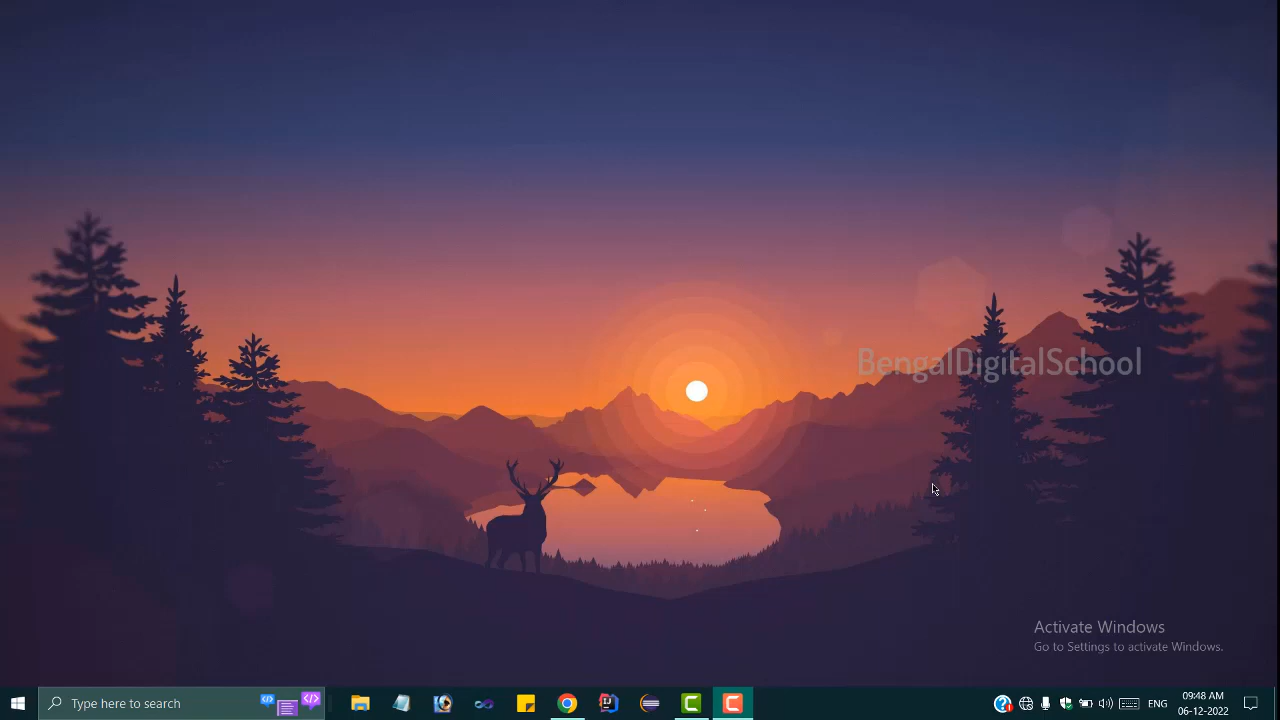 BengalDigitalSchool
Activate Windows
Go to Settings to activate Windows.
Type here to search
ENG
09:48 AM
06-12-2022